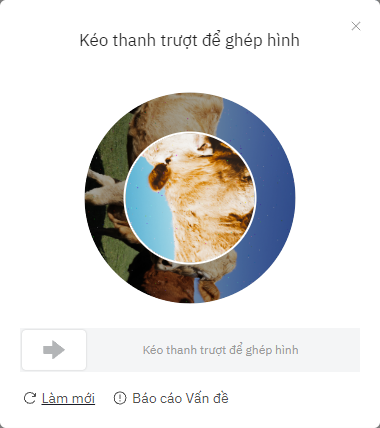 Kéo thanh trượt để ghép hình
Kéo thanh trượt để ghép hình
Làm mới
Báo cáo Vấn đề